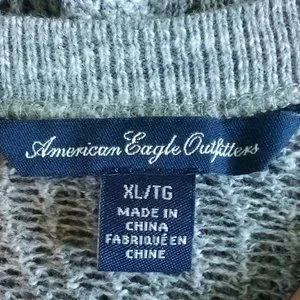 American Eagle Outfitters
XL/TG
MADE IN
CHINA
FABRIQUÉ EN
CHINE